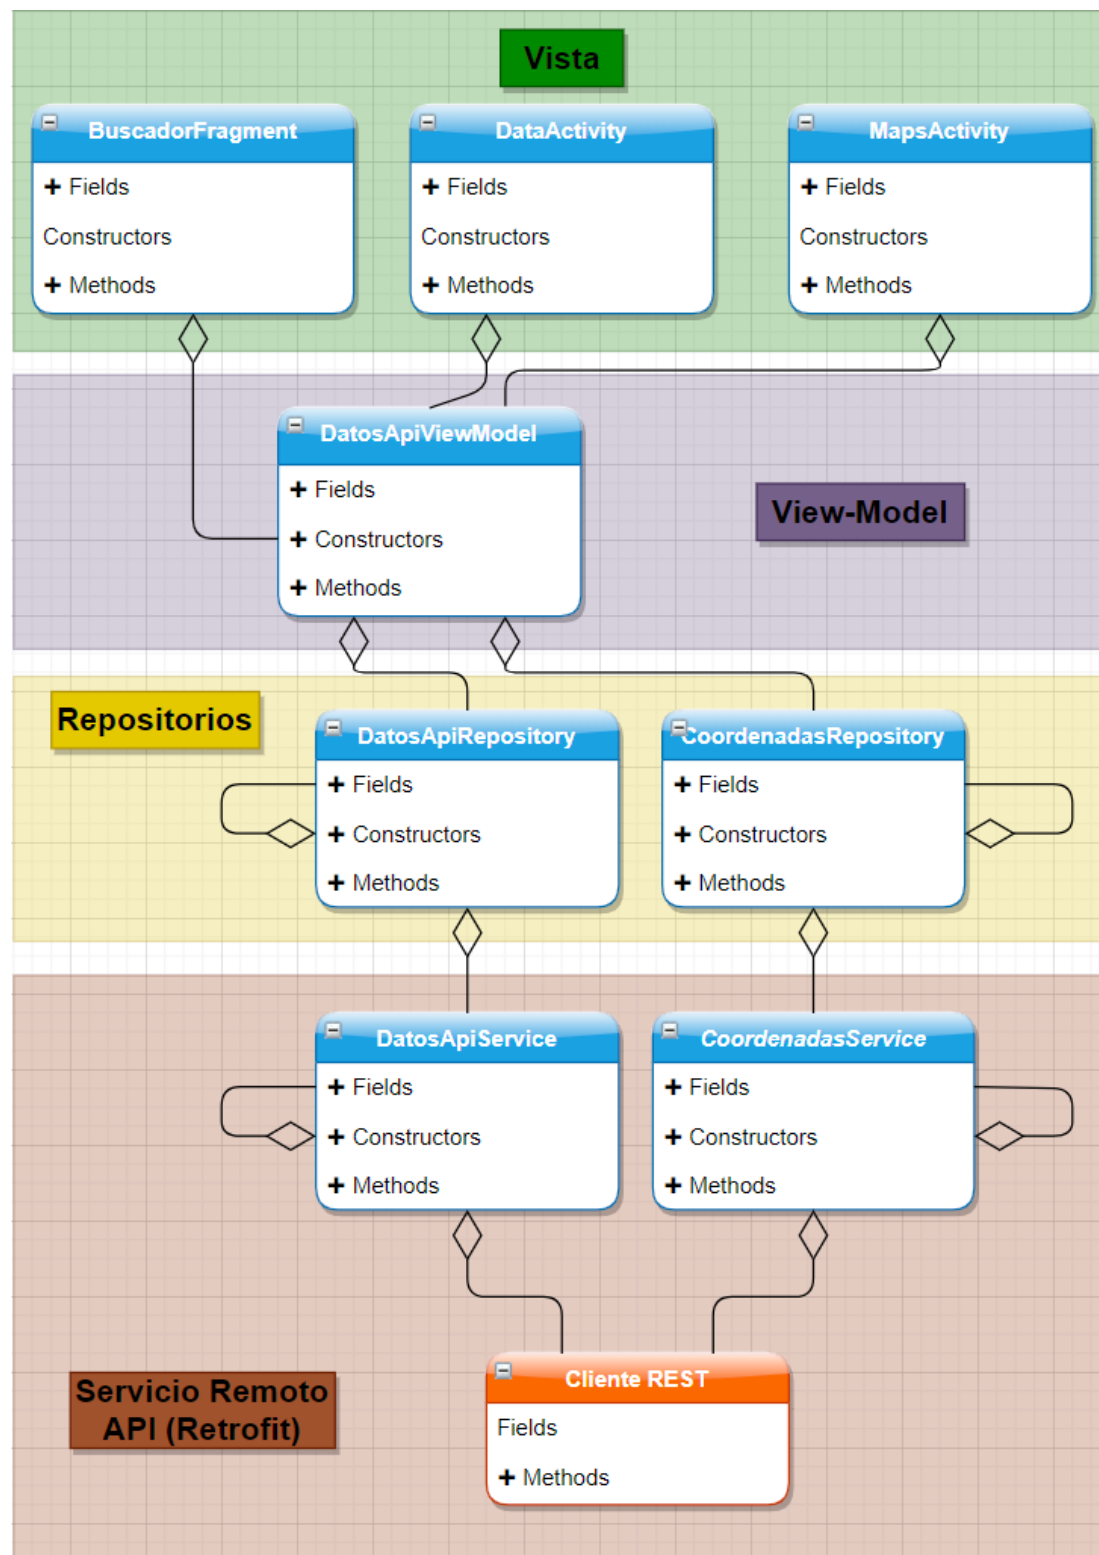 Vista
BuscadorFragment
+ Fields
Constructors
+ Methods
DataActivity
+ Fields
Constructors
+ Methods
MapsActivity
+ Fields
Constructors
+ Methods
DatosApiViewModel
+ Fields
+ Constructors
+ Methods
View-Model
Repositorios
DatosApiRepository
+ Fields
+ Constructors
+ Methods
CoordenadasRepository
+ Fields
+ Constructors
+ Methods
DatosApiService
+ Fields
+ Constructors
+ Methods
CoordenadasService
+ Fields
+ Constructors
+ Methods
Servicio Remoto
API (Retrofit)
Cliente REST
Fields
+ Methods